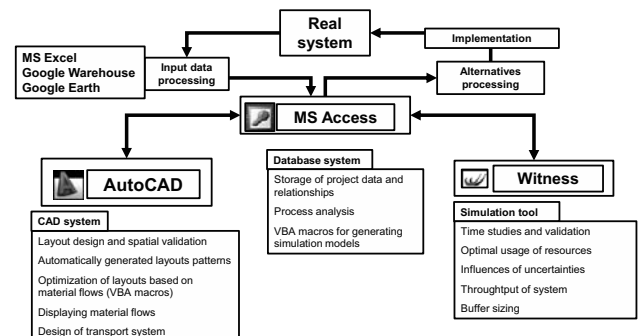 Real
system
Implementation
MS Excel
Google Warehouse
Google Earth
Input data
processing
Alternatives
processing
MS Access
AutoCAD
Database system
Storage of project data and
relationships
Process analysis
VBA macros for generating
simulation models
Witness
CAD system
Layout design and spatial validation
Automatically generated layouts patterns
Optimization of layouts based on
material flows (VBA macros)
Displaying material flows
Design of transport system
Simulation tool
Time studies and validation
Optimal usage of resources
Influences of uncertainties
Throughtput of system
Buffer sizing